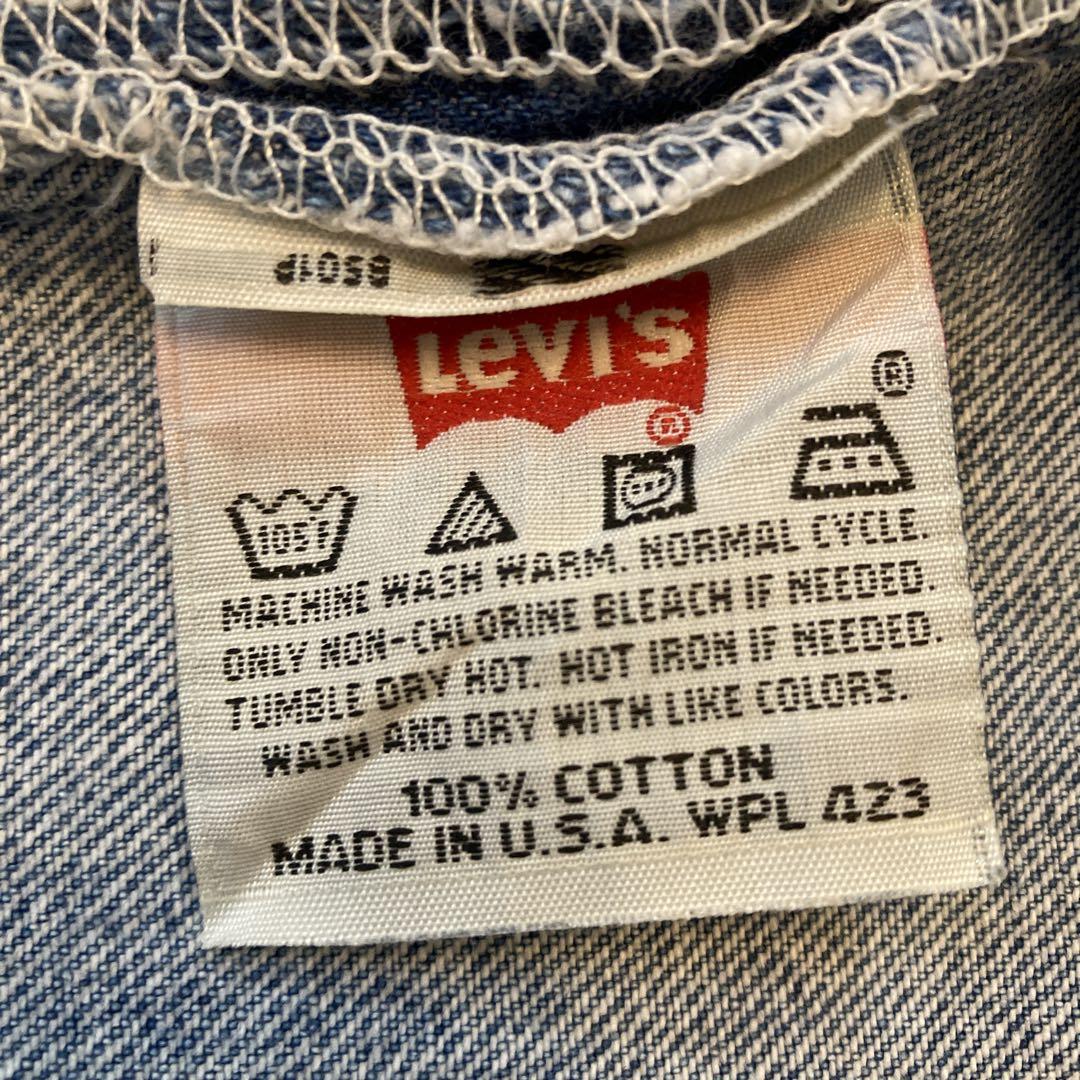 Levi's
®
®
105°F
MACHINE WASH WARM. NORMAL CYCLE.
ONLY NON-CHLORINE BLEACH IF NEEDED.
TUMBLE DRY HOT. HOT IRON IF NEEDED.
WASH AND DRY WITH LIKE COLORS.
100% COTTON
MADE IN U.S.A. WPL 423